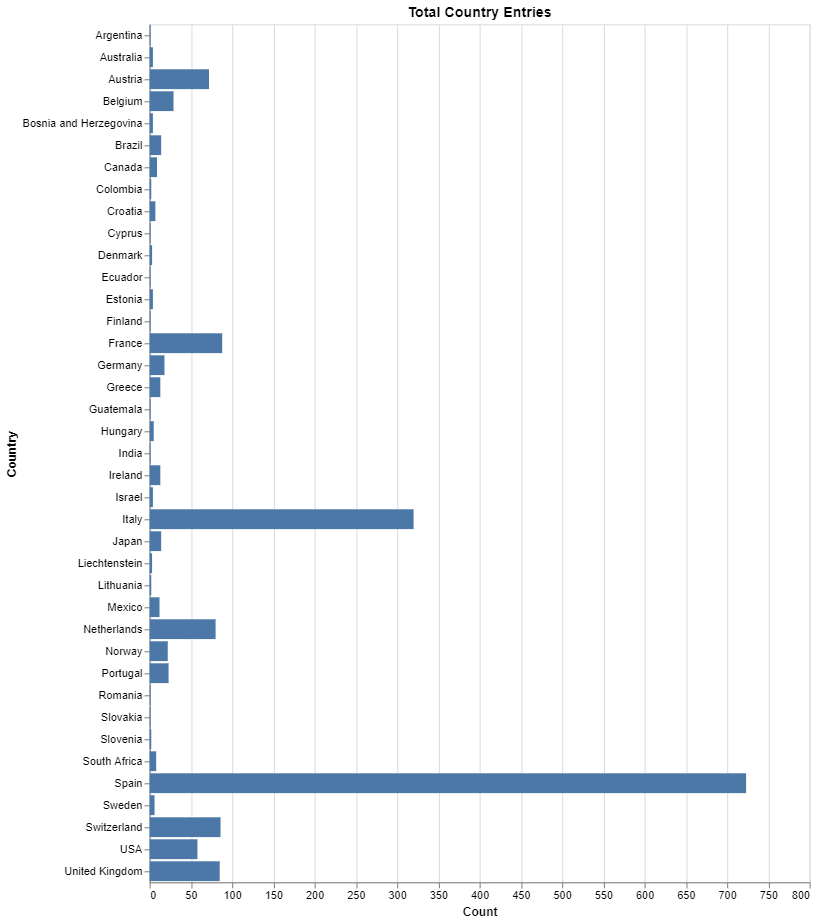 Total Country Entries
Argentina
Australia
Austria
Belgium
Bosnia and Herzegovina
Brazil
Canada
Colombia
Croatia
Cyprus
Denmark
Ecuador
Estonia
Finland
France
Germany
Greece
Guatemala
Hungary
India
Ireland
Israel
Italy
Japan
Liechtenstein
Lithuania
Mexico
Netherlands
Norway
Portugal
Romania
Slovakia
Slovenia
South Africa
Spain
Sweden
Switzerland
USA
United Kingdom
Country
0 50 100 150 200 250 300 350 400 450 500 550 600 650 700 750 800
Count